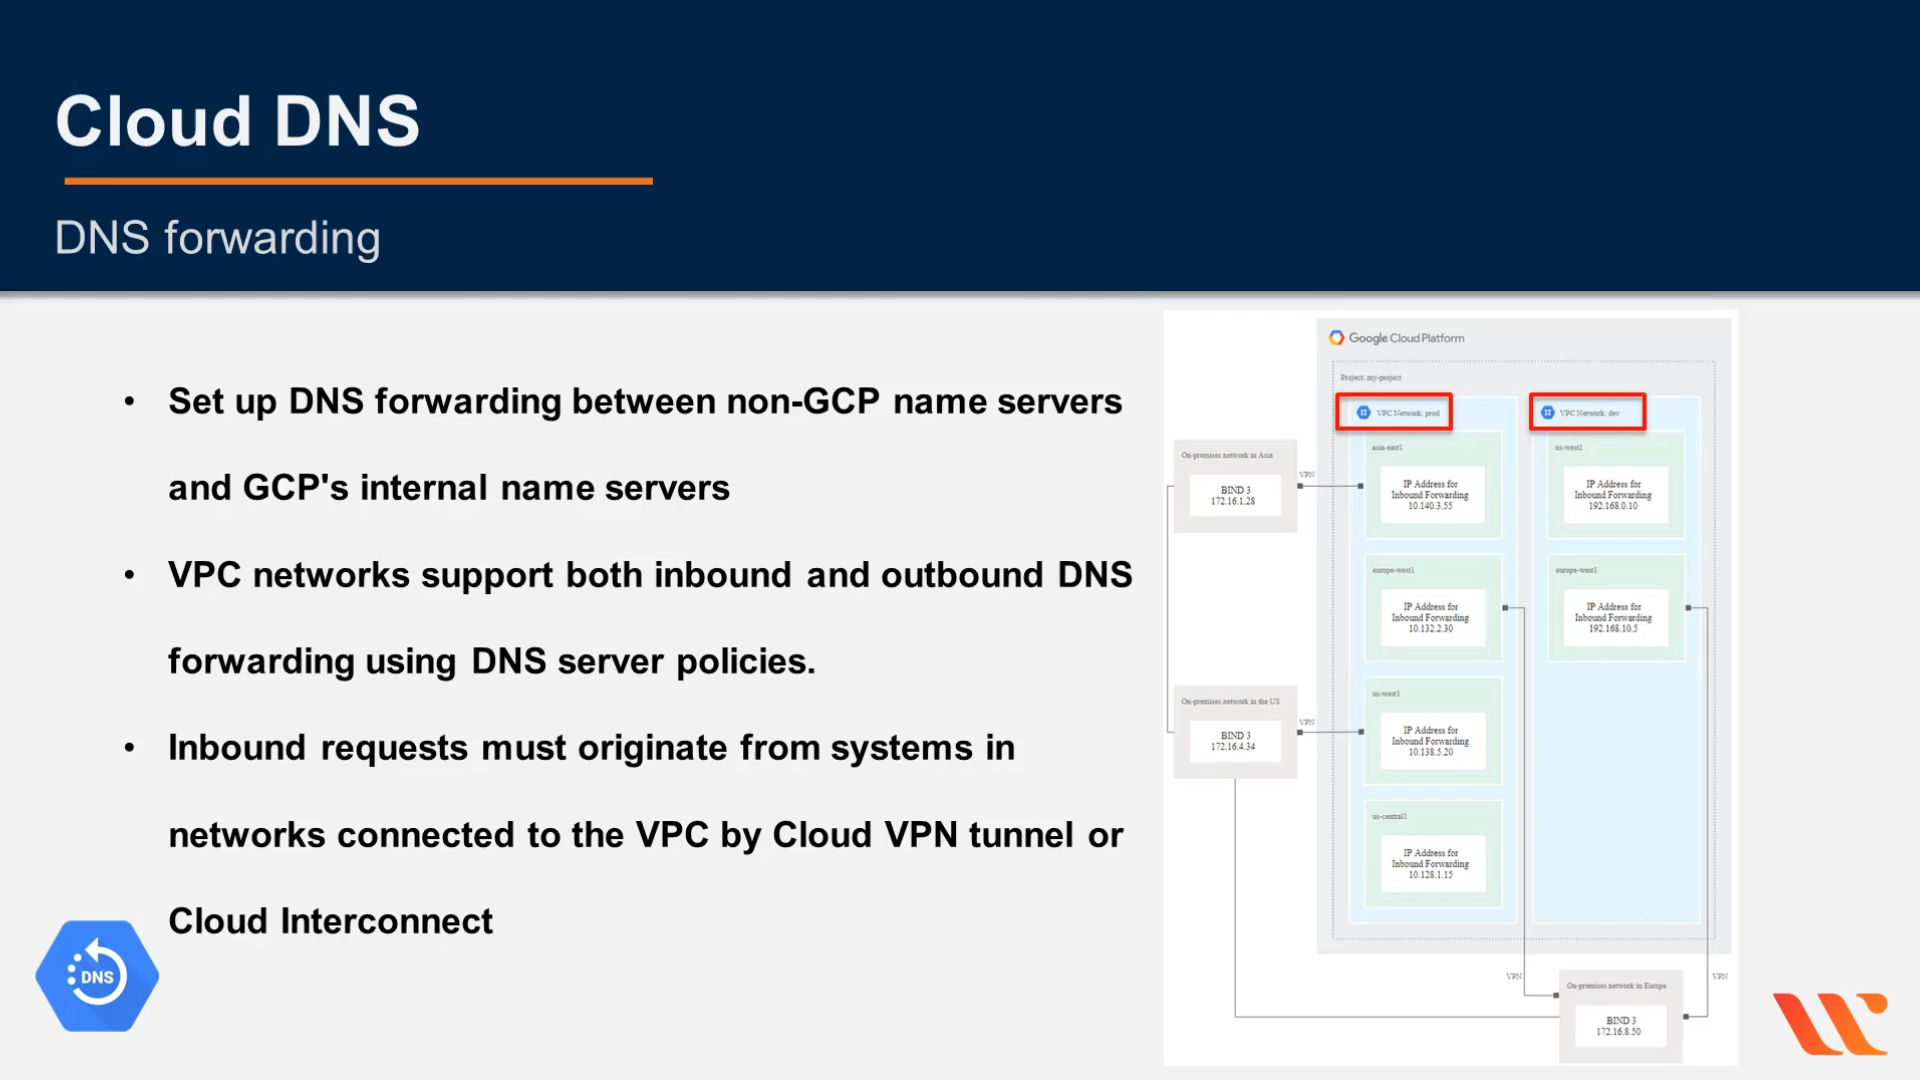 Cloud DNS
DNS forwarding
• Set up DNS forwarding between non-GCP name servers
and GCP's internal name servers
• VPC networks support both inbound and outbound DNS
forwarding using DNS server policies.
• Inbound requests must originate from systems in
networks connected to the VPC by Cloud VPN tunnel or
Cloud Interconnect
DNS
Google Cloud Platform
Project: my-project
VPC Network: prod
VPC Network: dev
On-premises network in Asia
BIND 3
172.16.1.28
VPN
asia-east1
IP Address for
Inbound Forwarding
10.140.3.55
us-west1
IP Address for
Inbound Forwarding
192.168.0.10
europe-west1
IP Address for
Inbound Forwarding
10.132.2.30
europe-west1
IP Address for
Inbound Forwarding
192.168.10.5
On-premises network in the US
BIND 3
172.16.4.34
VPN
us-west1
IP Address for
Inbound Forwarding
10.138.5.20
us-central1
IP Address for
Inbound Forwarding
10.128.1.15
VPN
VPN
On-premises network in Europe
BIND 3
172.16.8.50